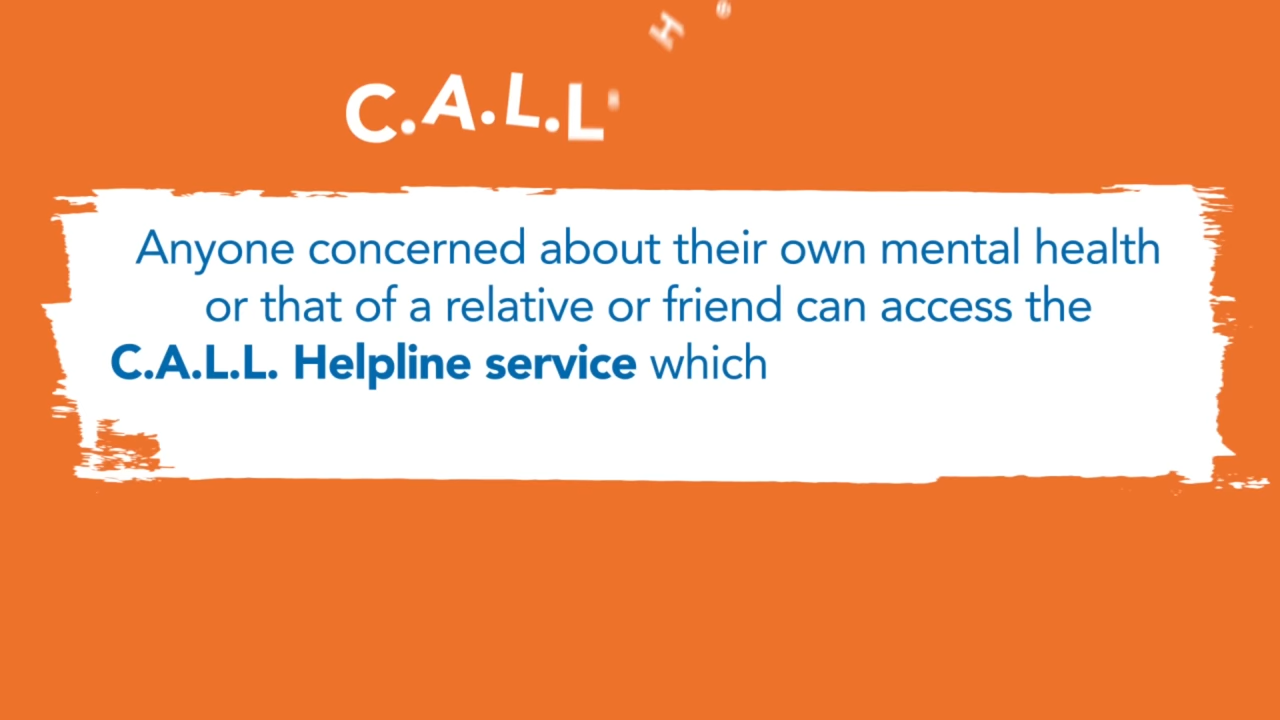 C.A.L.L.
H
Anyone concerned about their own mental health
or that of a relative or friend can access the
C.A.L.L. Helpline service which